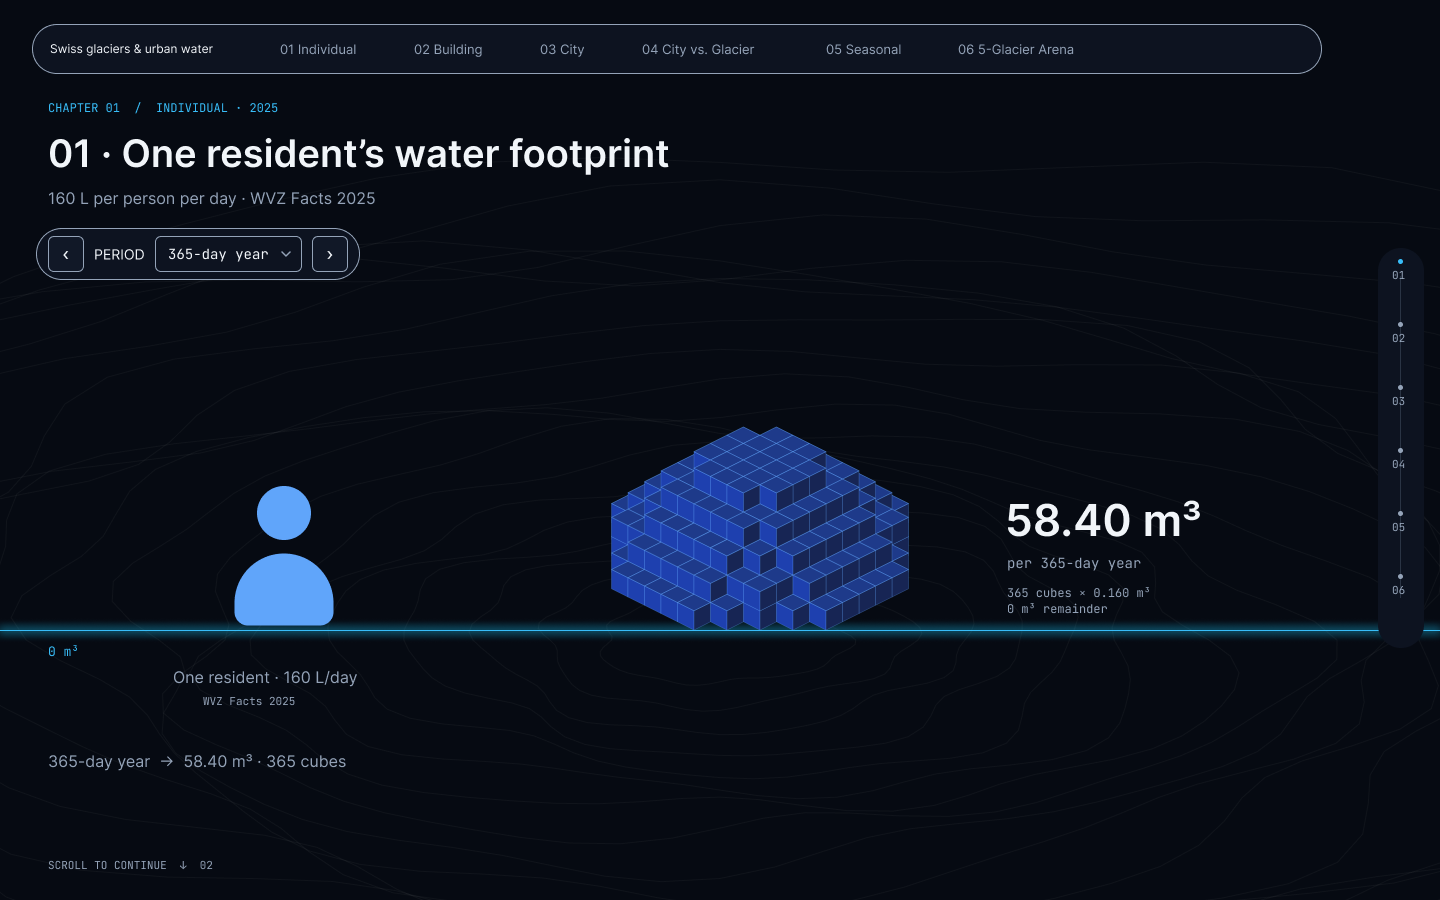 Swiss glaciers & urban water
01 Individual
02 Building
03 City
04 City vs. Glacier
05 Seasonal
06 5-Glacier Arena
CHAPTER 01 / INDIVIDUAL · 2025
01 · One resident’s water footprint
160 L per person per day · WVZ Facts 2025
‹ PERIOD 365-day year ›
01
02
03
04
05
06
58.40 m³
per 365-day year
365 cubes × 0.160 m³
0 m³ remainder
0 m³
One resident · 160 L/day
WVZ Facts 2025
365-day year → 58.40 m³ · 365 cubes
SCROLL TO CONTINUE ↓ 02